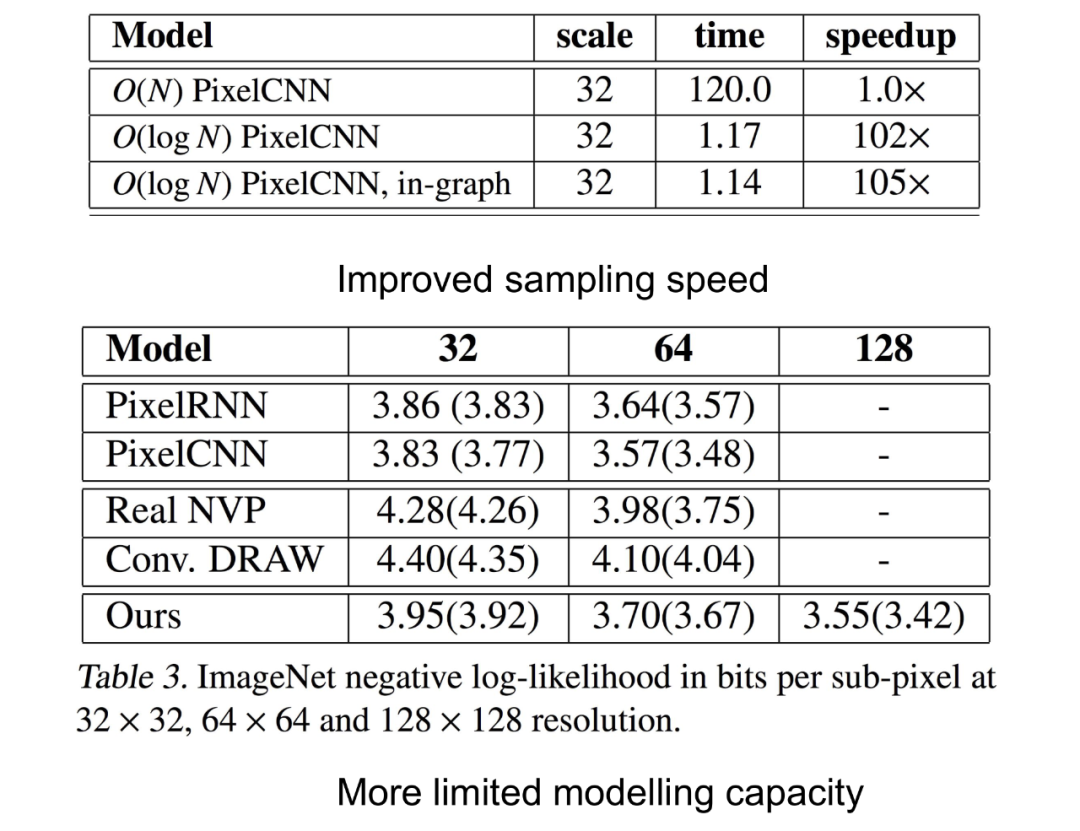 Model scale time speedup
O(N) PixelCNN 32 120.0 1.0×
O(log N) PixelCNN 32 1.17 102×
O(log N) PixelCNN, in-graph 32 1.14 105×
Improved sampling speed
Model 32 64 128
PixelRNN 3.86 (3.83) 3.64(3.57) -
PixelCNN 3.83 (3.77) 3.57(3.48) -
Real NVP 4.28(4.26) 3.98(3.75) -
Conv. DRAW 4.40(4.35) 4.10(4.04) -
Ours 3.95(3.92) 3.70(3.67) 3.55(3.42)
Table 3. ImageNet negative log-likelihood in bits per sub-pixel at
32 × 32, 64 × 64 and 128 × 128 resolution.
More limited modelling capacity